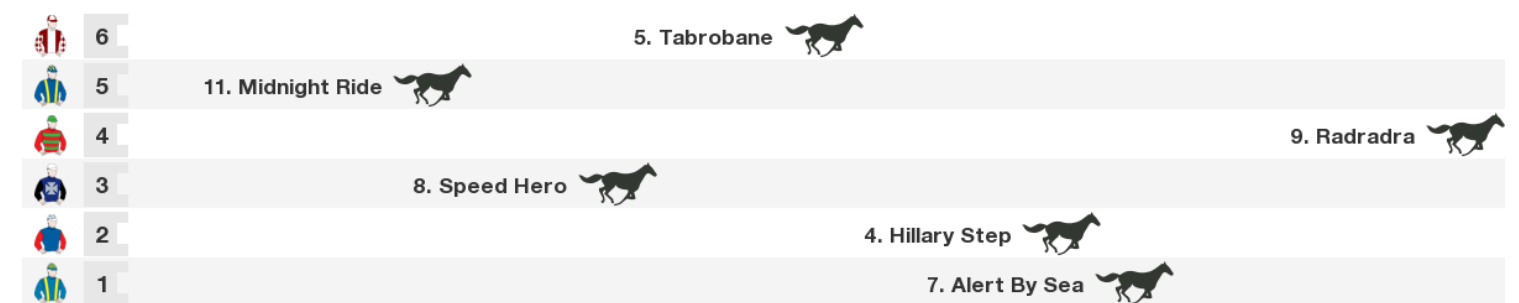 6 5. Tabrobane
5 11. Midnight Ride
4 9. Radradra
3 8. Speed Hero
2 4. Hillary Step
1 7. Alert By Sea